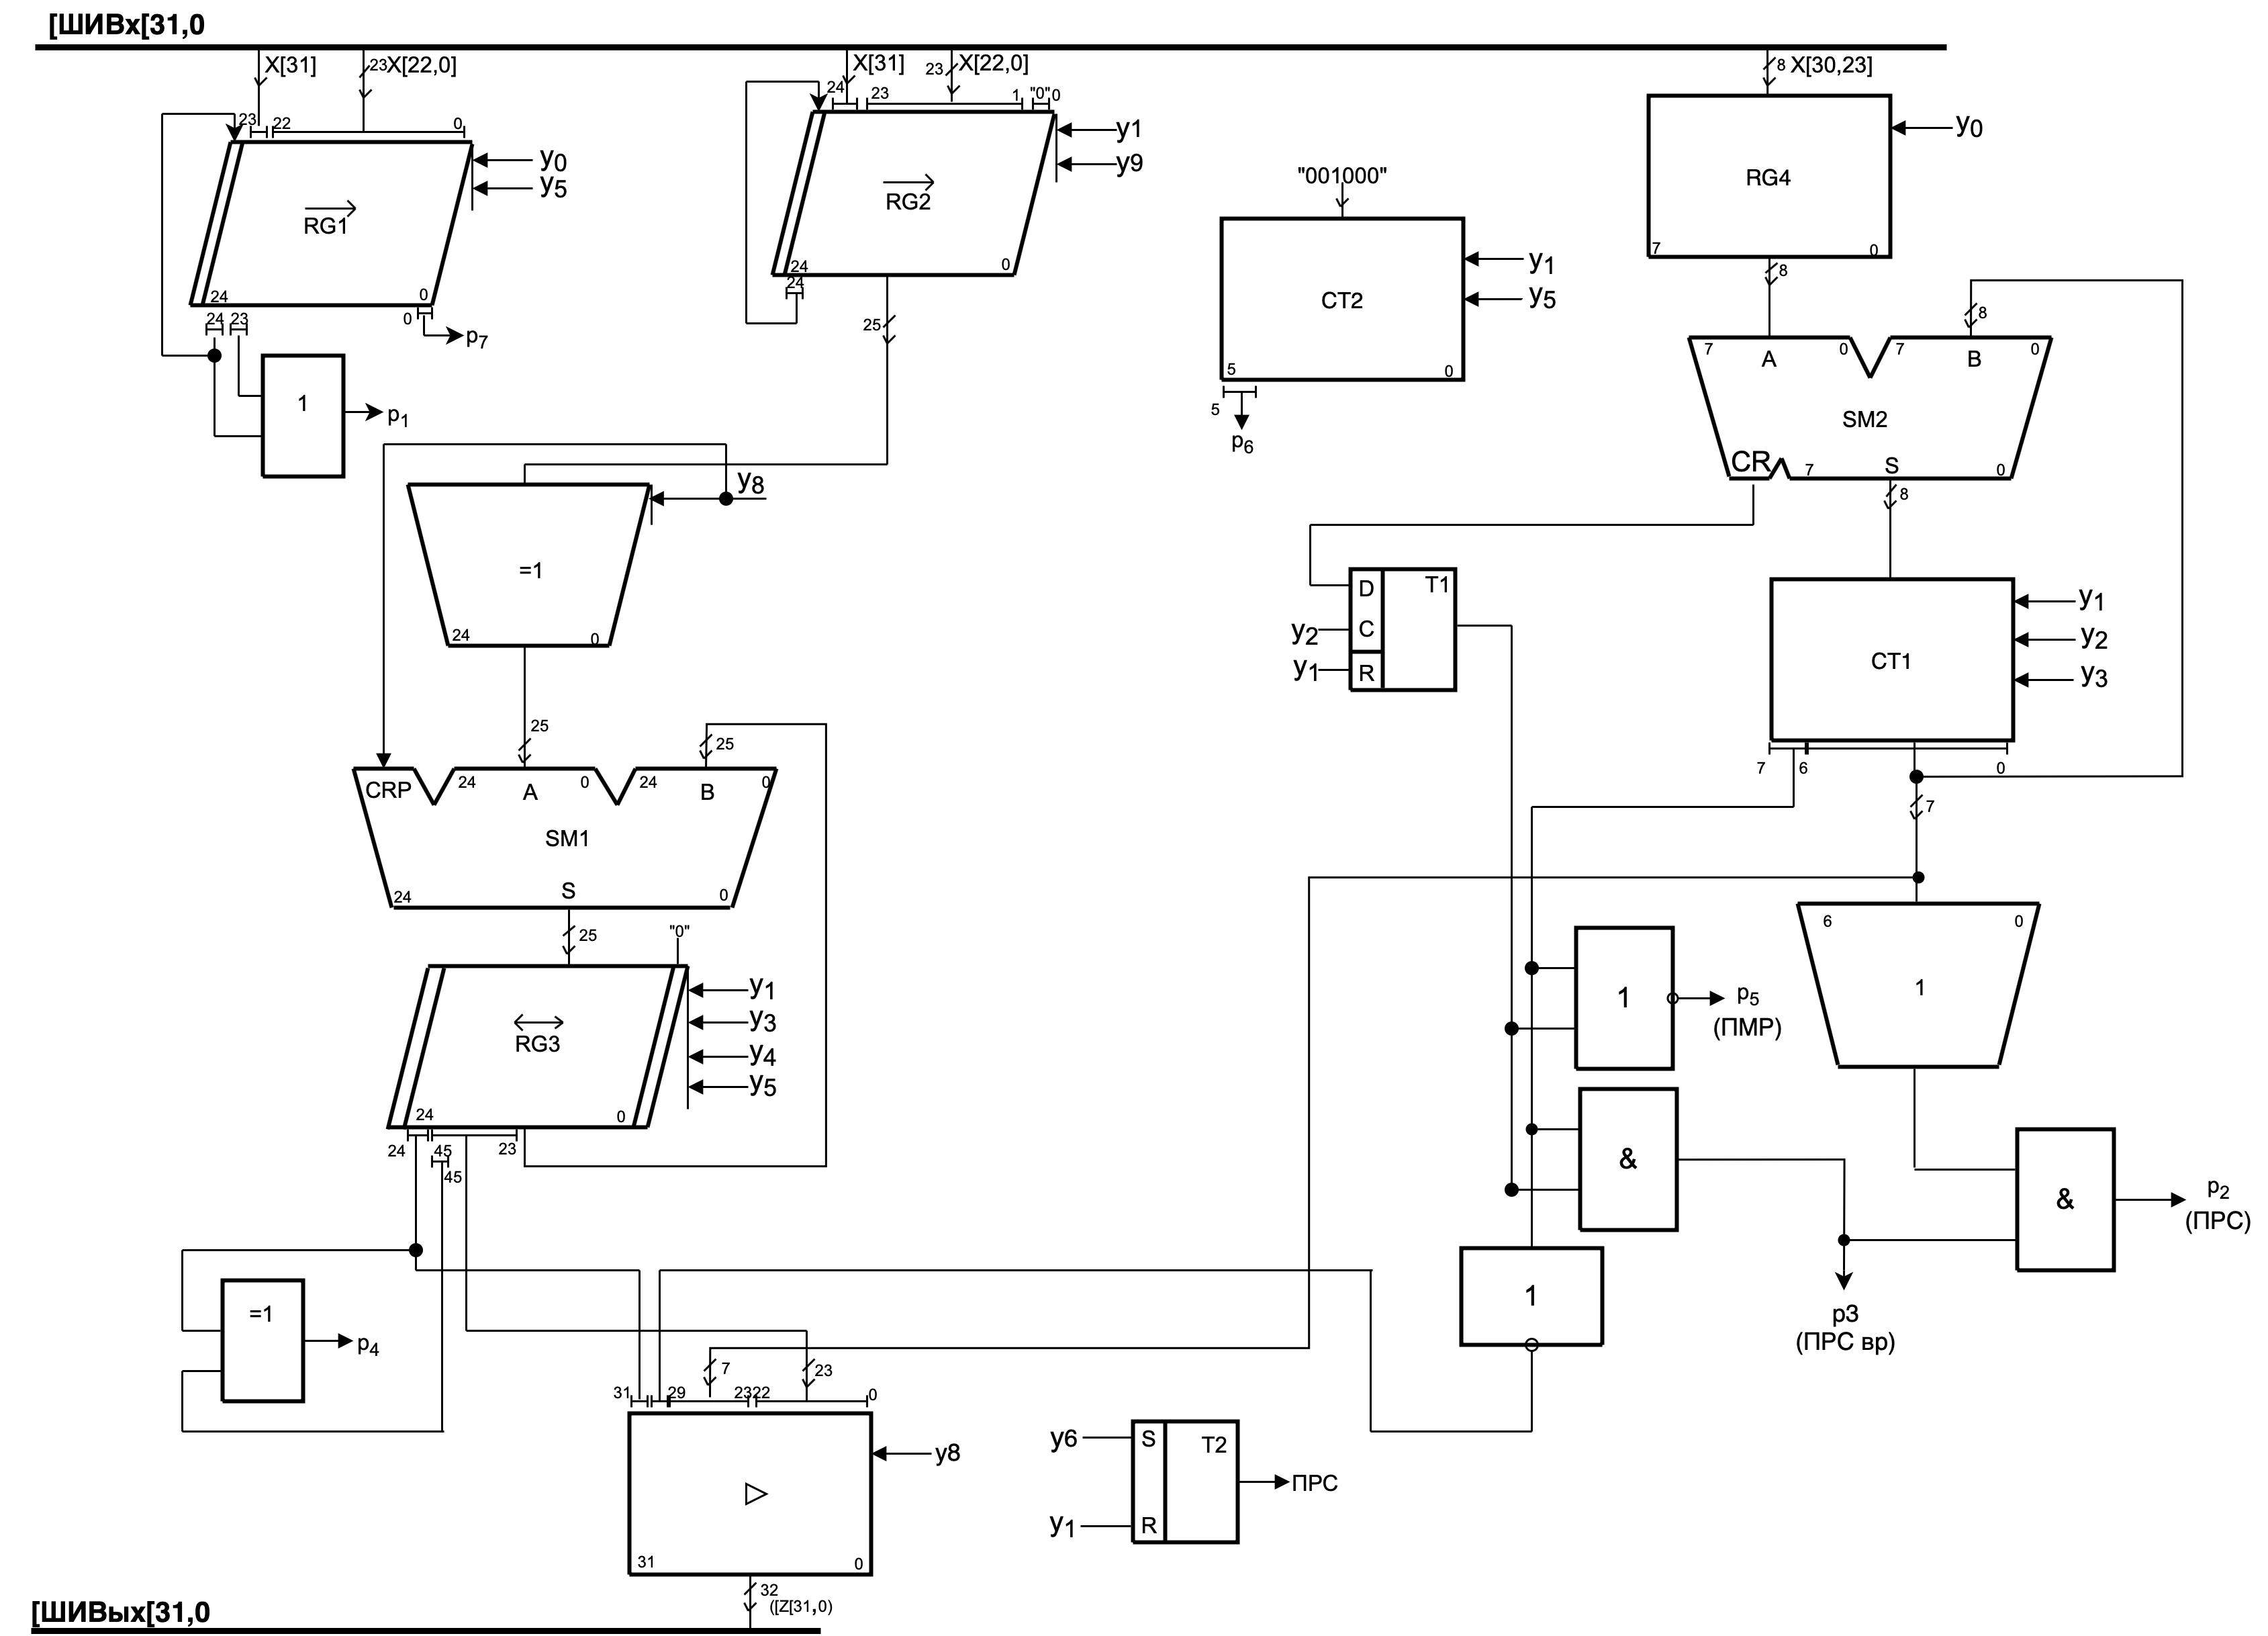 [ШИВх[31,0
X[31]
23
X[22,0]
X[31]
23
X[22,0]
8
X[30,23]
23
22
0
24
23
1
"0"
0
y0
y5
RG1
24
0
24
23
0
p7
1
p1
y1
y9
RG2
24
0
24
25
"001000"
CT2
y1
y5
5
0
5
p6
RG4
y0
7
0
8
8
7
A
0
7
B
0
SM2
CR
7
S
0
8
y8
=1
24
0
25
25
CRP
24
A
0
24
B
0
SM1
S
24
0
25
"0"
D
T1
C
R
y2
y1
CT1
y1
y2
y3
7
6
0
7
6
0
1
RG3
y1
y3
y4
y5
24
0
24
45
23
45
1
p5
(ПМР)
&
&
p2
(ПРС)
1
p3
(ПРС вр)
=1
p4
7
23
31
29
23
22
0
y8
31
0
32
([Z[31,0)
y6
S
T2
ПРС
y1
R
[ШИВых[31,0